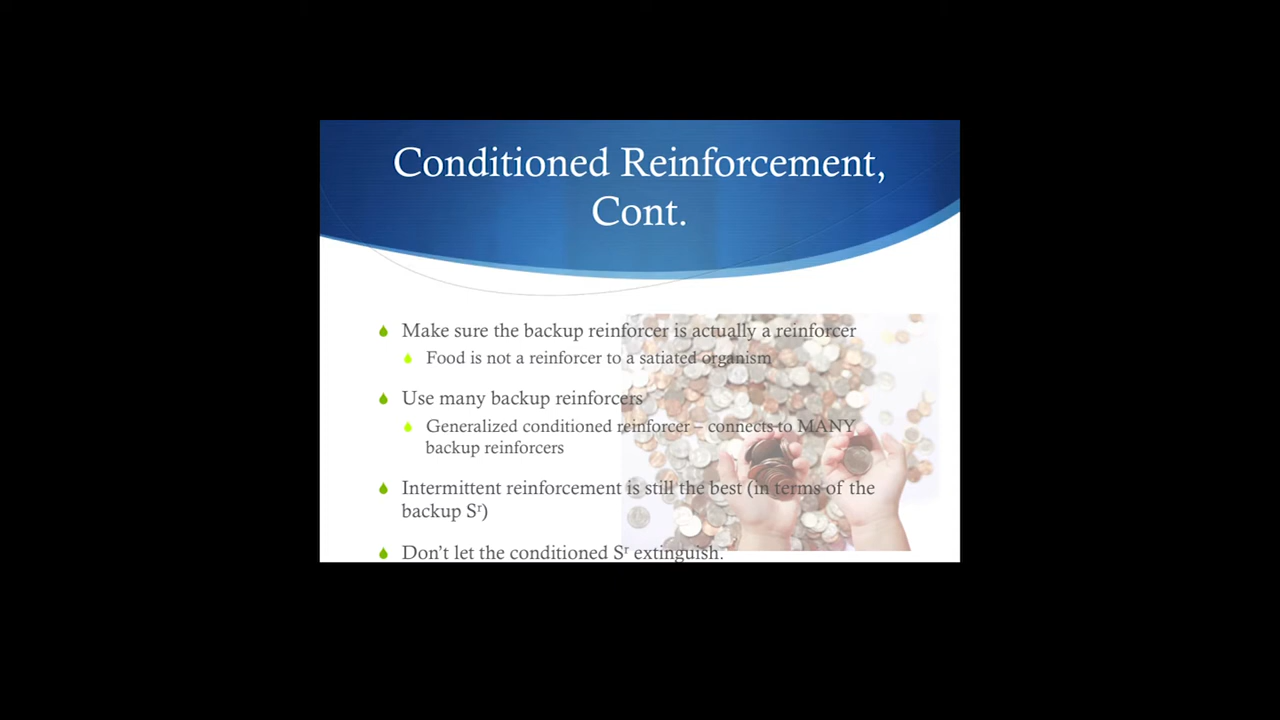 Conditioned Reinforcement,
Cont.
Make sure the backup reinforcer is actually a reinforcer
Food is not a reinforcer to a satiated organism
Use many backup reinforcers
Generalized conditioned reinforcer – connects to MANY
backup reinforcers
Intermittent reinforcement is still the best (in terms of the
backup Sʳ)
Don't let the conditioned Sʳ extinguish.